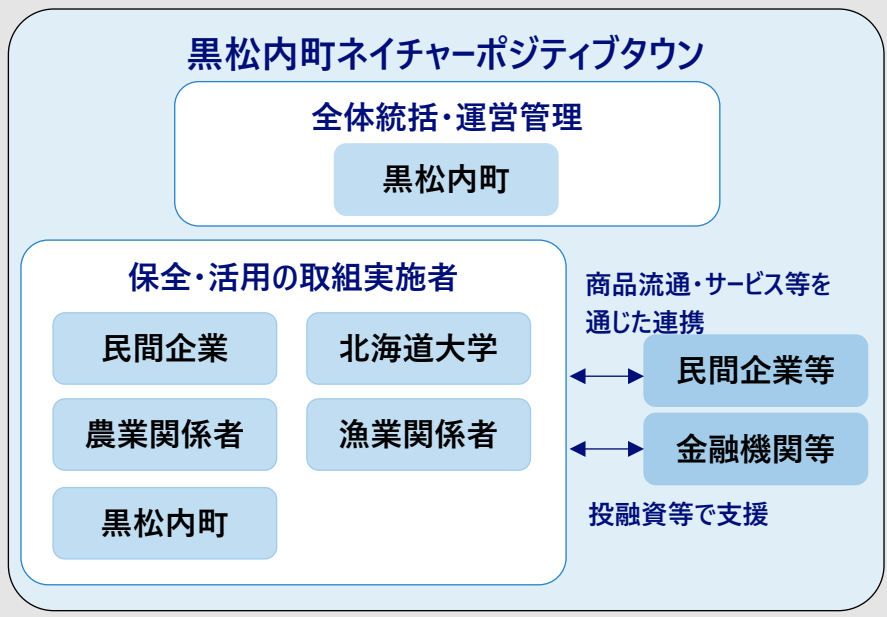 黒松内町ネイチャーポジティブタウン
全体統括・運営管理
黒松内町
保全・活用の取組実施者
民間企業
北海道大学
農業関係者
漁業関係者
黒松内町
商品流通・サービス等を
通じた連携
民間企業等
金融機関等
投融資等で支援